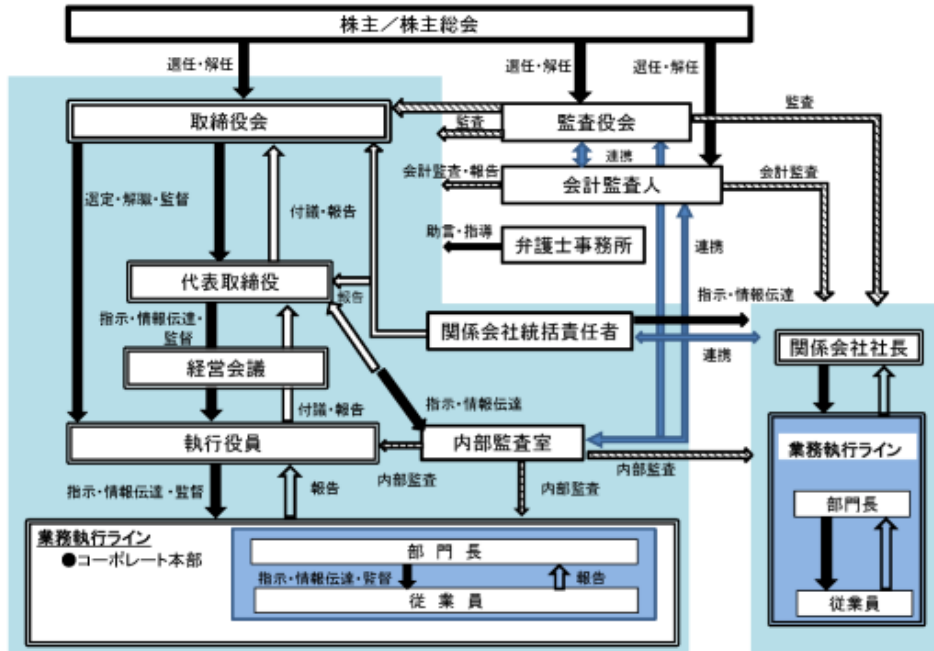 株主／株主総会
選任・解任
選任・解任
選任・解任
監査
取締役会
監査
監査役会
連携
会計監査・報告
会計監査人
会計監査
選定・解職・監督
付議・報告
助言・指導
弁護士事務所
連携
代表取締役
報告
指示・情報伝達
指示・情報伝達・
監督
関係会社統括責任者
連携
関係会社社長
経営会議
指示・情報伝達
付議・報告
執行役員
内部監査室
内部監査
内部監査
内部監査
業務執行ライン
指示・情報伝達・監督
報告
部門長
従業員
業務執行ライン
●コーポレート本部
部 門 長
指示・情報伝達・監督
報告
従 業 員